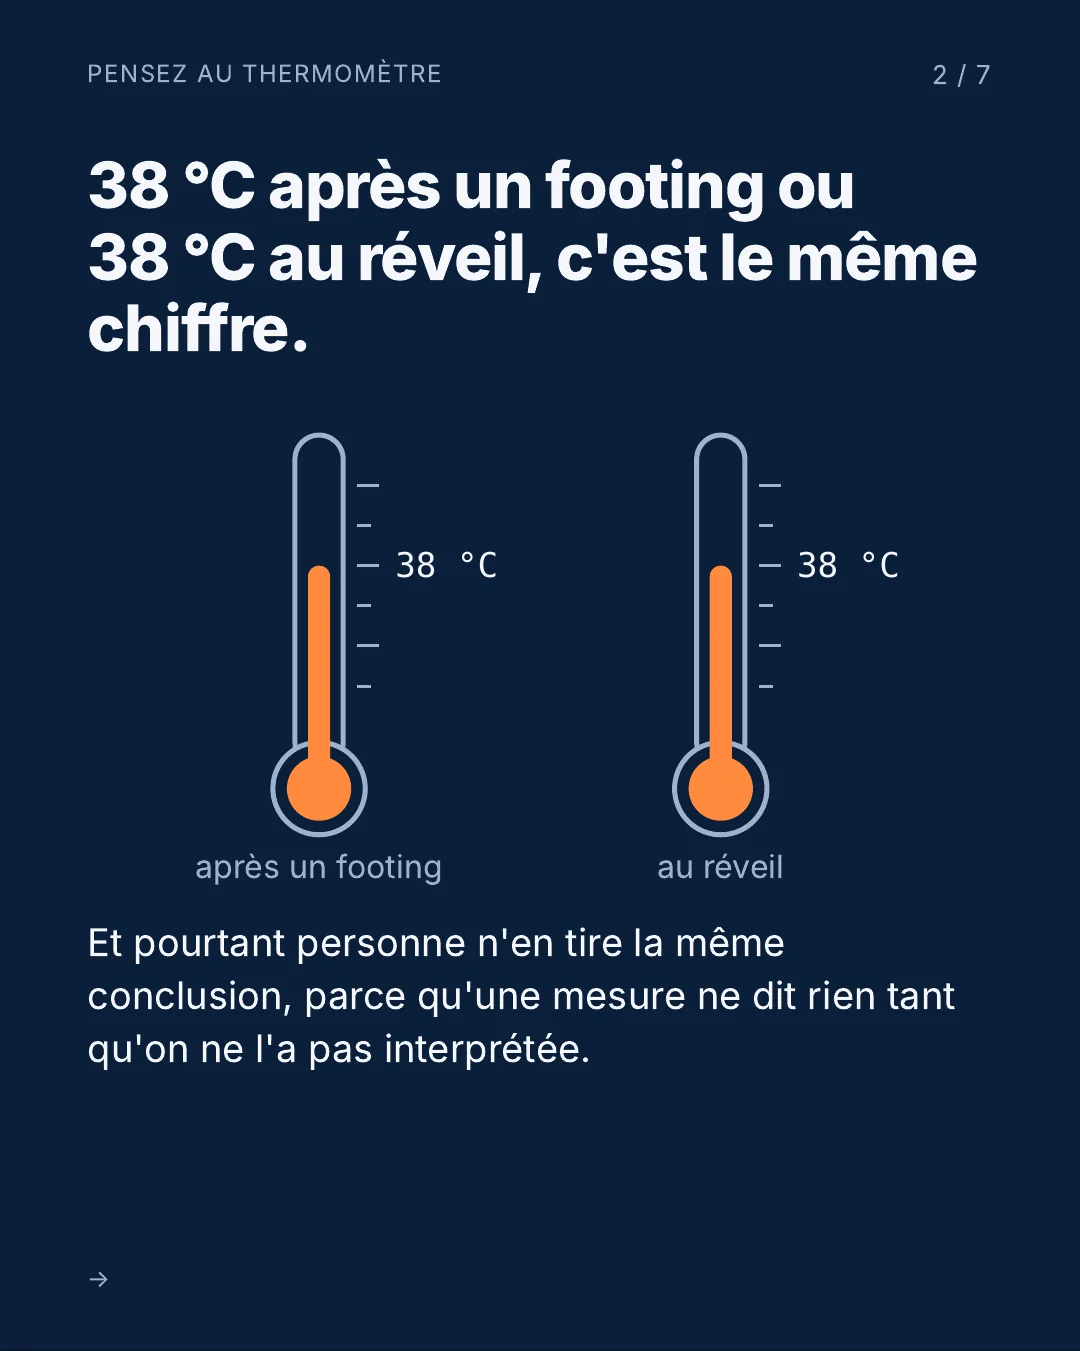 PENSEZ AU THERMOMÈTRE
2 / 7
38 °C après un footing ou
38 °C au réveil, c'est le même
chiffre.
38 °C
38 °C
après un footing
au réveil
Et pourtant personne n'en tire la même
conclusion, parce qu'une mesure ne dit rien tant
qu'on ne l'a pas interprétée.
→